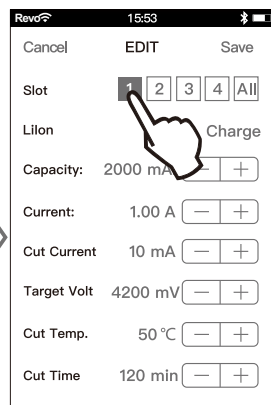 Revo 15:53
Cancel EDIT Save
Slot 1 2 3 4 All
LiIon Charge
Capacity: 2000 mA — +
Current: 1.00 A — +
Cut Current 10 mA — +
Target Volt 4200 mV — +
Cut Temp. 50 °C — +
Cut Time 120 min — +